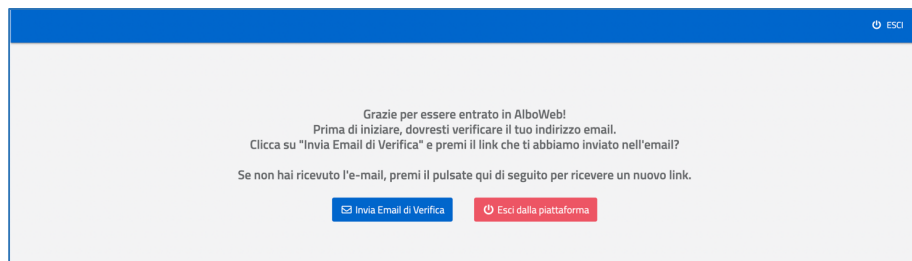 ESCI
Grazie per essere entrato in AlboWeb!
Prima di iniziare, dovresti verificare il tuo indirizzo email.
Clicca su "Invia Email di Verifica" e premi il link che ti abbiamo inviato nell'email?
Se non hai ricevuto l'e-mail, premi il pulsate qui di seguito per ricevere un nuovo link.
Invia Email di Verifica Esci dalla piattaforma